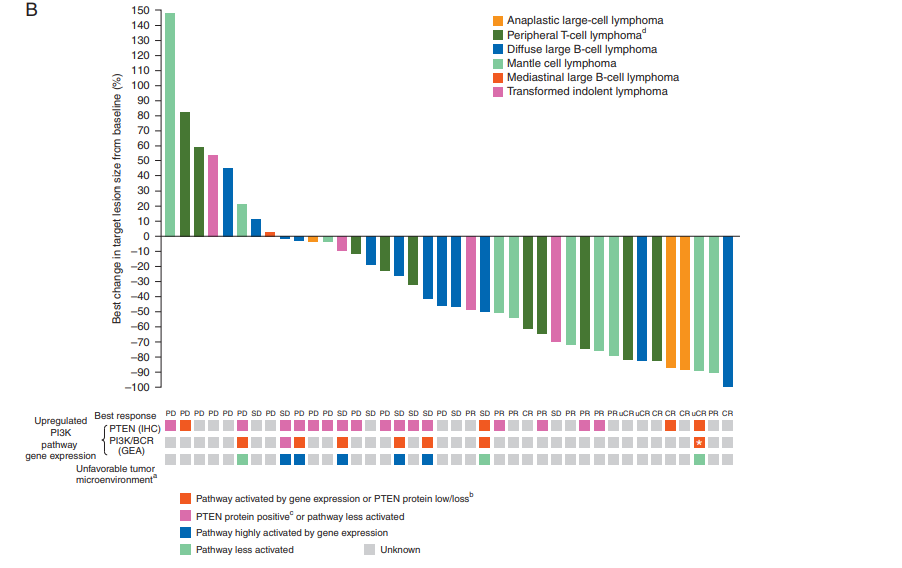 B
150
140
130
120
110
100
90
80
70
60
50
40
30
20
10
0
–10
–20
–30
–40
–50
–60
–70
–80
–90
–100
Best change in target lesion size from baseline (%)
Anaplastic large-cell lymphoma
Peripheral T-cell lymphoma^d
Diffuse large B-cell lymphoma
Mantle cell lymphoma
Mediastinal large B-cell lymphoma
Transformed indolent lymphoma
Best response
PD PD PD PD PD PD SD PD SD PD PD PD SD SD PD PD SD SD SD SD SD PR SD PR PR CR PR SD PR PR PR PR uCR uCR CR CR CR uCR PR CR
Upregulated
PI3K
pathway
gene expression
PTEN (IHC)
PI3K/BCR
(GEA)
*
Unfavorable tumor
microenvironment^a
Pathway activated by gene expression or PTEN protein low/loss^b
PTEN protein positive^c or pathway less activated
Pathway highly activated by gene expression
Pathway less activated
Unknown